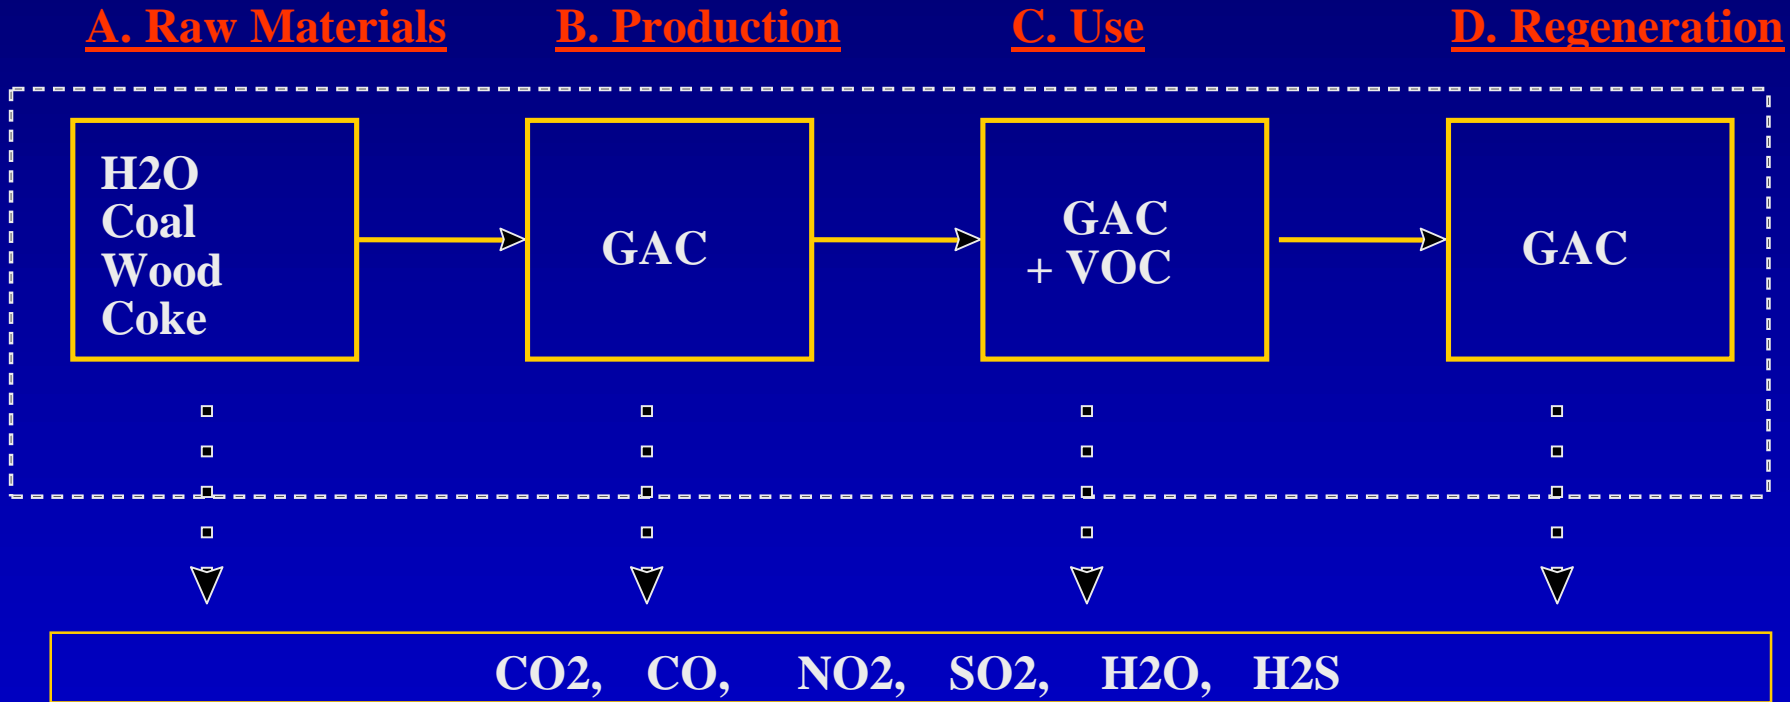 A. Raw Materials
B. Production
C. Use
D. Regeneration
H2O
Coal
Wood
Coke
GAC
GAC
+ VOC
GAC
CO2, CO, NO2, SO2, H2O, H2S